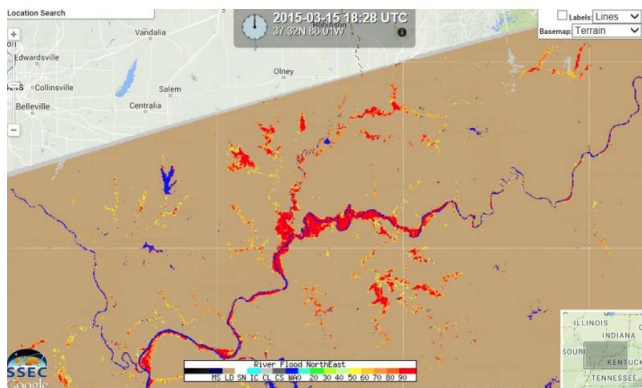 Location Search
2015-03-15 18:28 UTC
37.32N 86.01W
Labels: Lines
Basemap: Terrain
Vandalia
Robinson
Edwardsville
Collinsville
Salem
Olney
Belleville
Centralia
ILLINOIS
INDIANA
KENTUCK
TENNESSEE
SSEC
Google
River Flood NorthEast
MS LD SN IC CL CS WA0 20 30 40 50 60 70 80 90